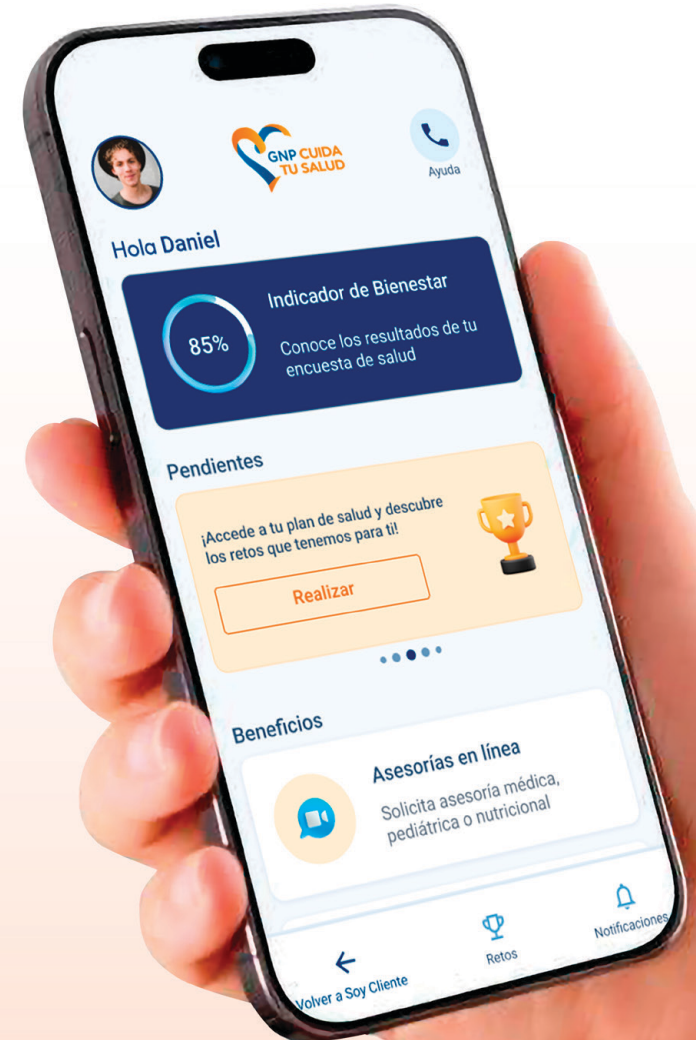 GNP CUIDA
TU SALUD
Ayuda
Hola Daniel
85%
Indicador de Bienestar
Conoce los resultados de tu
encuesta de salud
Pendientes
¡Accede a tu plan de salud y descubre
los retos que tenemos para ti!
Realizar
Beneficios
Asesorías en línea
Solicita asesoría médica,
pediátrica o nutricional
Volver a Soy Cliente
Retos
Notificaciones